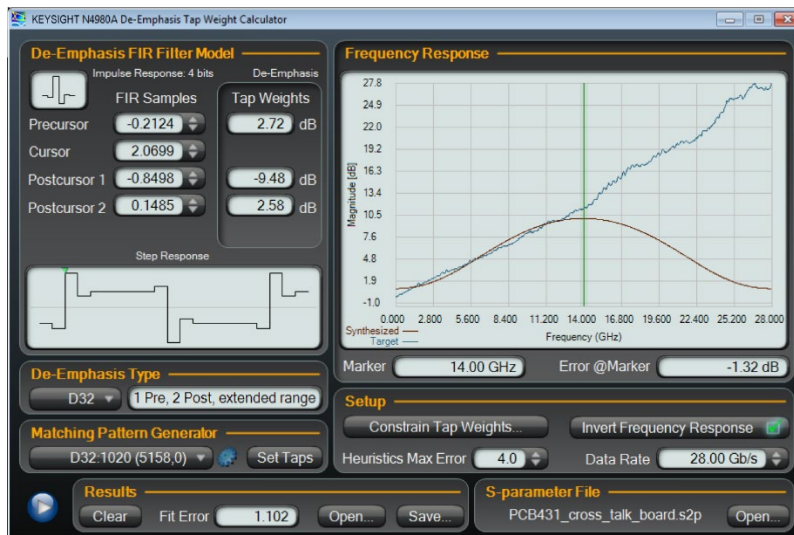 KEYSIGHT N4980A De-Emphasis Tap Weight Calculator
De-Emphasis FIR Filter Model
Impulse Response: 4 bits De-Emphasis
FIR Samples Tap Weights
Precursor -0.2124 2.72 dB
Cursor 2.0699
Postcursor 1 -0.8498 -9.48 dB
Postcursor 2 0.1485 2.58 dB
Step Response
De-Emphasis Type
D32 1 Pre, 2 Post, extended range
Matching Pattern Generator
D32:1020 (5158,0) Set Taps
Frequency Response
27.8
24.9
22.0
19.2
16.3
13.4
10.5
7.6
4.8
1.9
-1.0
Magnitude [dB]
0.000 2.800 5.600 8.400 11.200 14.000 16.800 19.600 22.400 25.200 28.000
Synthesized
Target
Frequency (GHz)
Marker 14.00 GHz Error @Marker -1.32 dB
Setup
Constrain Tap Weights... Invert Frequency Response
Heuristics Max Error 4.0 Data Rate 28.00 Gb/s
Results
Clear Fit Error 1.102 Open... Save...
S-parameter File
PCB431_cross_talk_board.s2p Open...